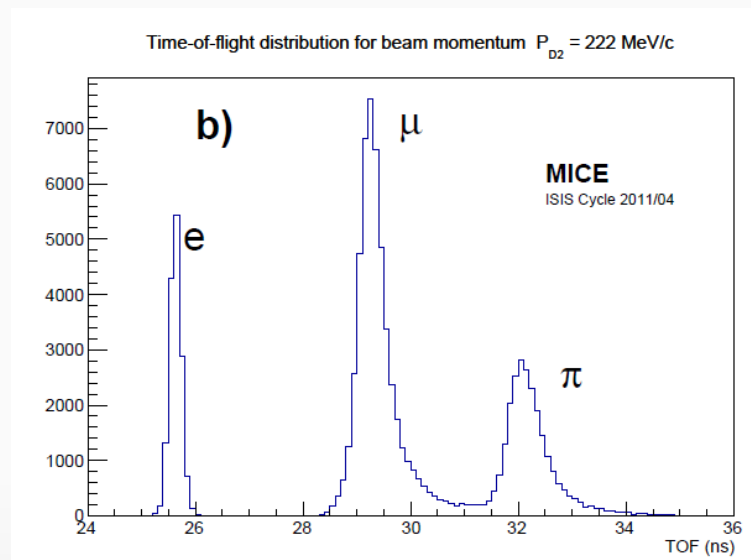 Time-of-flight distribution for beam momentum P_D2 = 222 MeV/c
b)
μ
MICE
ISIS Cycle 2011/04
e
π
7000
6000
5000
4000
3000
2000
1000
0
24 26 28 30 32 34 36
TOF (ns)